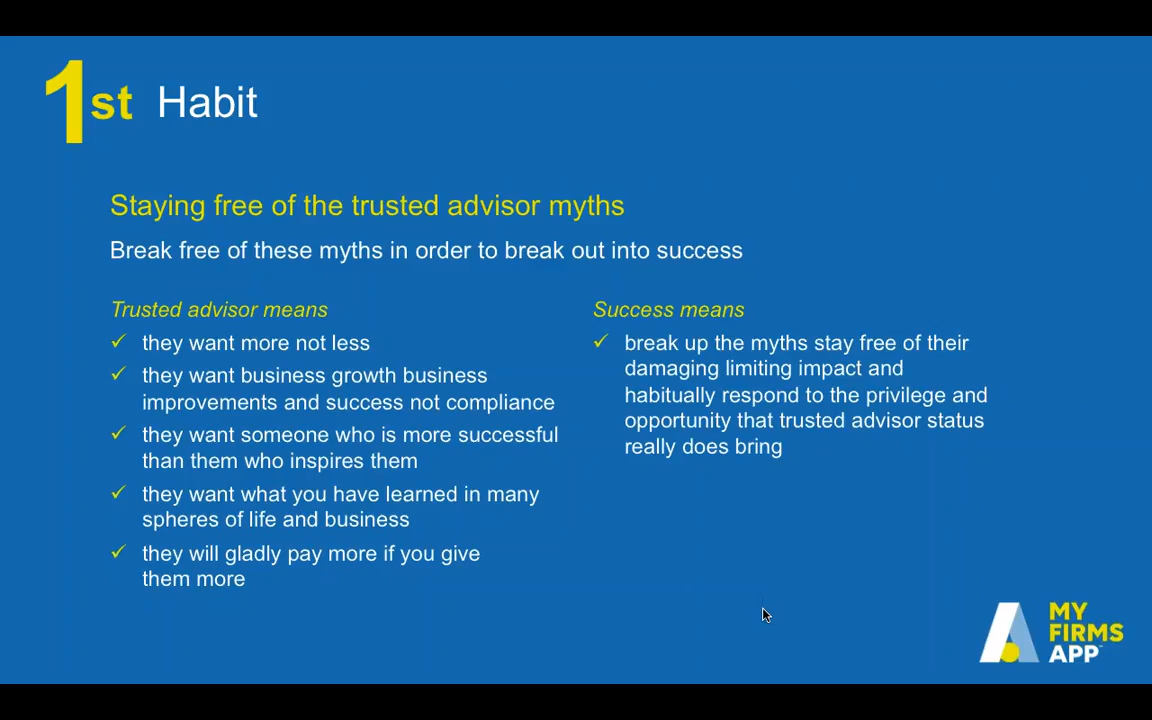 1st Habit
Staying free of the trusted advisor myths
Break free of these myths in order to break out into success
Trusted advisor means
they want more not less
they want business growth business
improvements and success not compliance
they want someone who is more successful
than them who inspires them
they want what you have learned in many
spheres of life and business
they will gladly pay more if you give
them more
Success means
break up the myths stay free of their
damaging limiting impact and
habitually respond to the privilege and
opportunity that trusted advisor status
really does bring
MY
FIRMS
APP